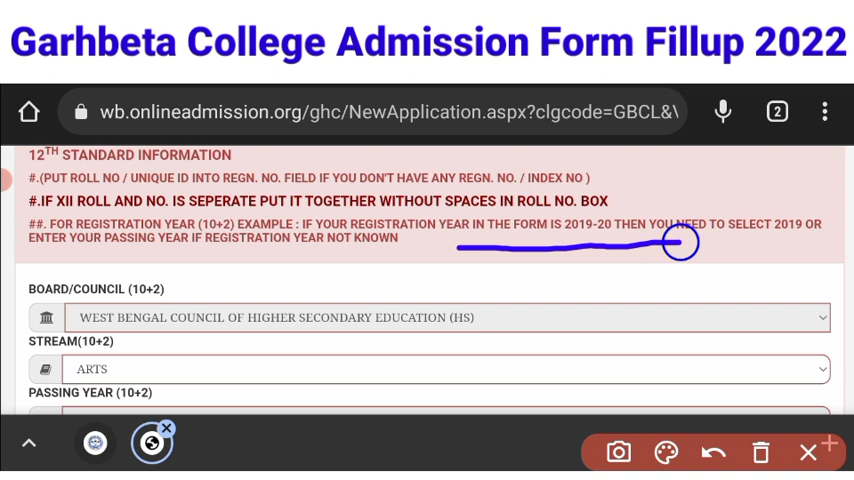 Garhbeta College Admission Form Fillup 2022
wb.onlineadmission.org/ghc/NewApplication.aspx?clgcode=GBCL&\
2
12TH STANDARD INFORMATION
#.(PUT ROLL NO / UNIQUE ID INTO REGN. NO. FIELD IF YOU DON'T HAVE ANY REGN. NO. / INDEX NO )
#.IF XII ROLL AND NO. IS SEPERATE PUT IT TOGETHER WITHOUT SPACES IN ROLL NO. BOX
##. FOR REGISTRATION YEAR (10+2) EXAMPLE : IF YOUR REGISTRATION YEAR IN THE FORM IS 2019-20 THEN YOU NEED TO SELECT 2019 OR
ENTER YOUR PASSING YEAR IF REGISTRATION YEAR NOT KNOWN
BOARD/COUNCIL (10+2)
WEST BENGAL COUNCIL OF HIGHER SECONDARY EDUCATION (HS)
STREAM(10+2)
ARTS
PASSING YEAR (10+2)